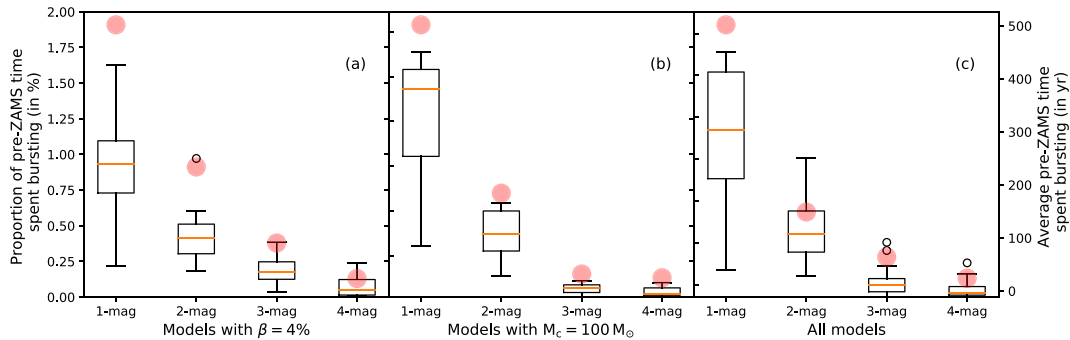 Proportion of pre-ZAMS time
spent bursting (in %)
2.00
1.75
1.50
1.25
1.00
0.75
0.50
0.25
0.00
(a)
1-mag 2-mag 3-mag 4-mag
Models with β = 4%
(b)
1-mag 2-mag 3-mag 4-mag
Models with M_c = 100 M_⊙
(c)
1-mag 2-mag 3-mag 4-mag
All models
500
400
300
200
100
0
Average pre-ZAMS time
spent bursting (in yr)